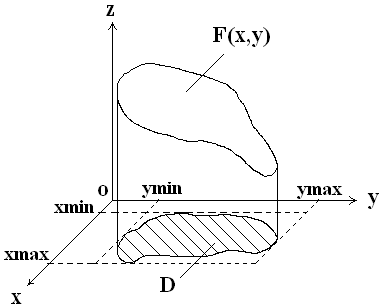 z
F(x,y)
o ymin ymax y
xmin
xmax
x D